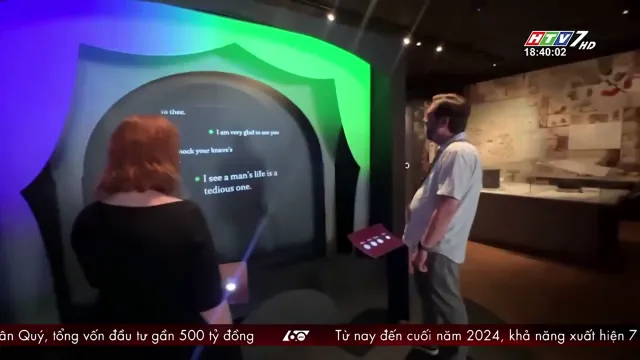 HTV7 HD
18:40:02
to thee.
I am very glad to see you
mock your knave's
I see a man's life is a
tedious one.
ân Quý, tổng vốn đầu tư gần 500 tỷ đồng
60 Từ nay đến cuối năm 2024, khả năng xuất hiện 7